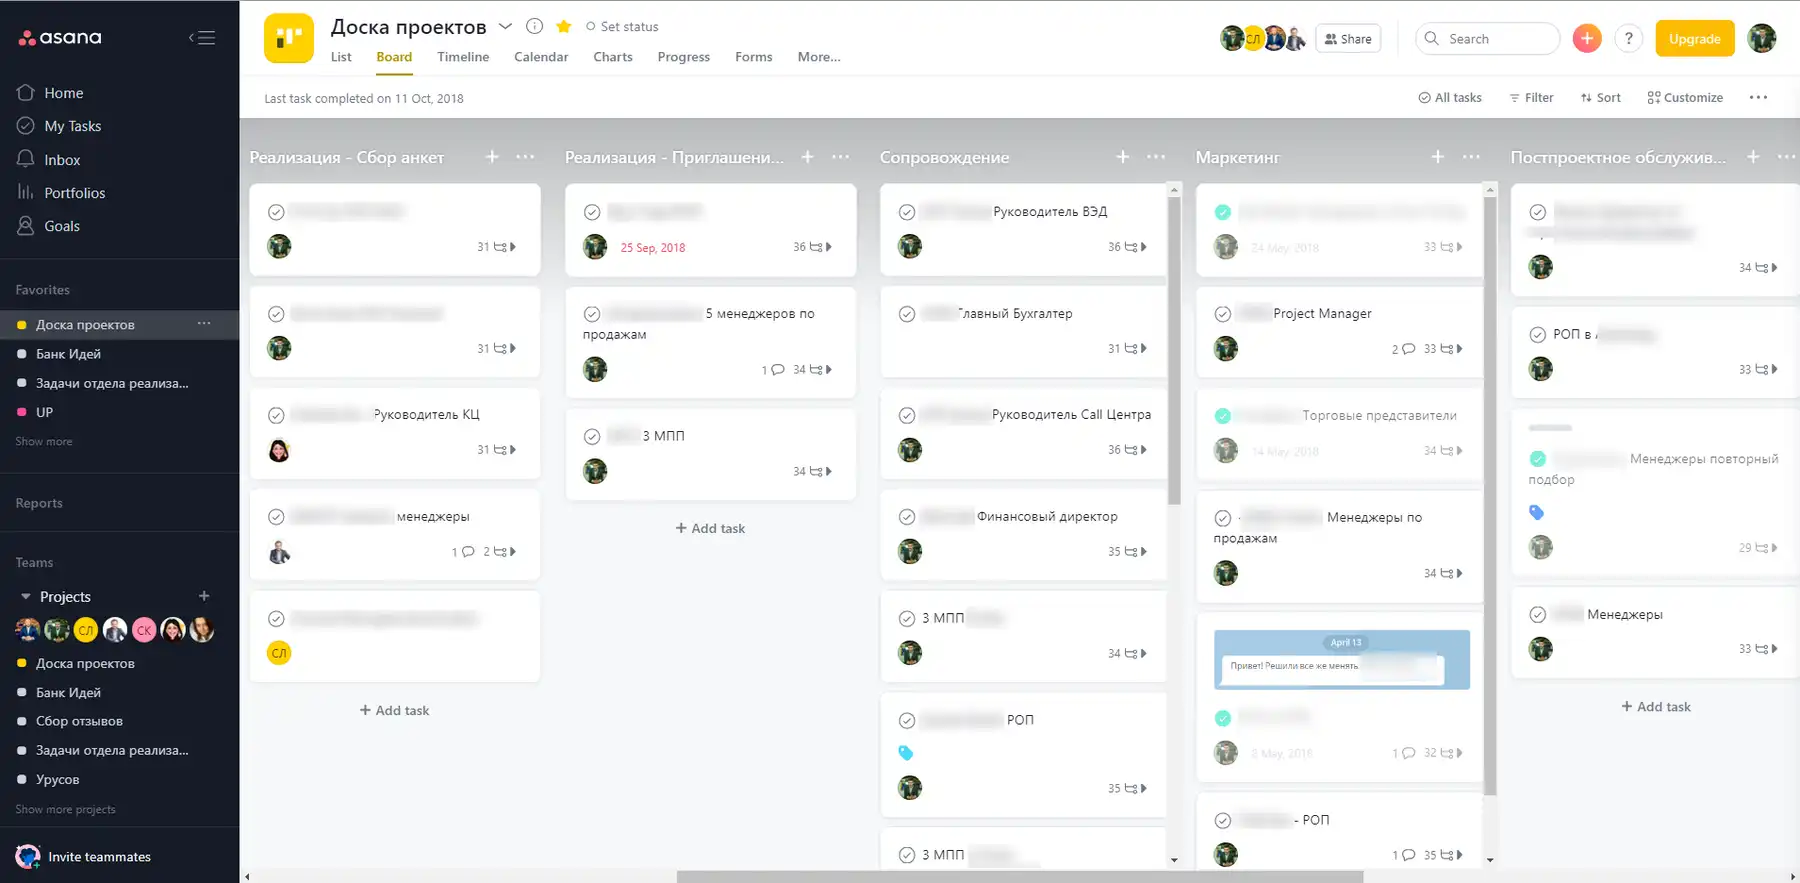 asana
Home
My Tasks
Inbox
Portfolios
Goals
Favorites
Доска проектов
Банк Идей
Задачи отдела реализа...
UP
Show more
Reports
Teams
Projects
СЛ
СК
Доска проектов
Банк Идей
Сбор отзывов
Задачи отдела реализа...
Урусов
Show more projects
Invite teammates
Доска проектов
Set status
List Board Timeline Calendar Charts Progress Forms More...
СЛ
Share
Search
?
Upgrade
Last task completed on 11 Oct, 2018
All tasks
Filter
Sort
Customize
Реализация - Сбор анкет
31
31
Руководитель КЦ
31
менеджеры
1 2
СЛ
+ Add task
Реализация - Приглашени...
25 Sep, 2018
36
5 менеджеров по
продажам
1 34
3 МПП
34
+ Add task
Сопровождение
Руководитель ВЭД
36
Главный Бухгалтер
31
Руководитель Call Центра
36
Финансовый директор
35
3 МПП
34
РОП
35
3 МПП
Маркетинг
24 May, 2018
33
Project Manager
2 33
Торговые представители
14 May, 2018
34
Менеджеры по
продажам
34
April 13
Привет! Решили все же менять
8 May, 2018
1 32
- РОП
1 35
Постпроектное обслужив...
34
РОП в
33
Менеджеры повторный
подбор
29
Менеджеры
33
+ Add task